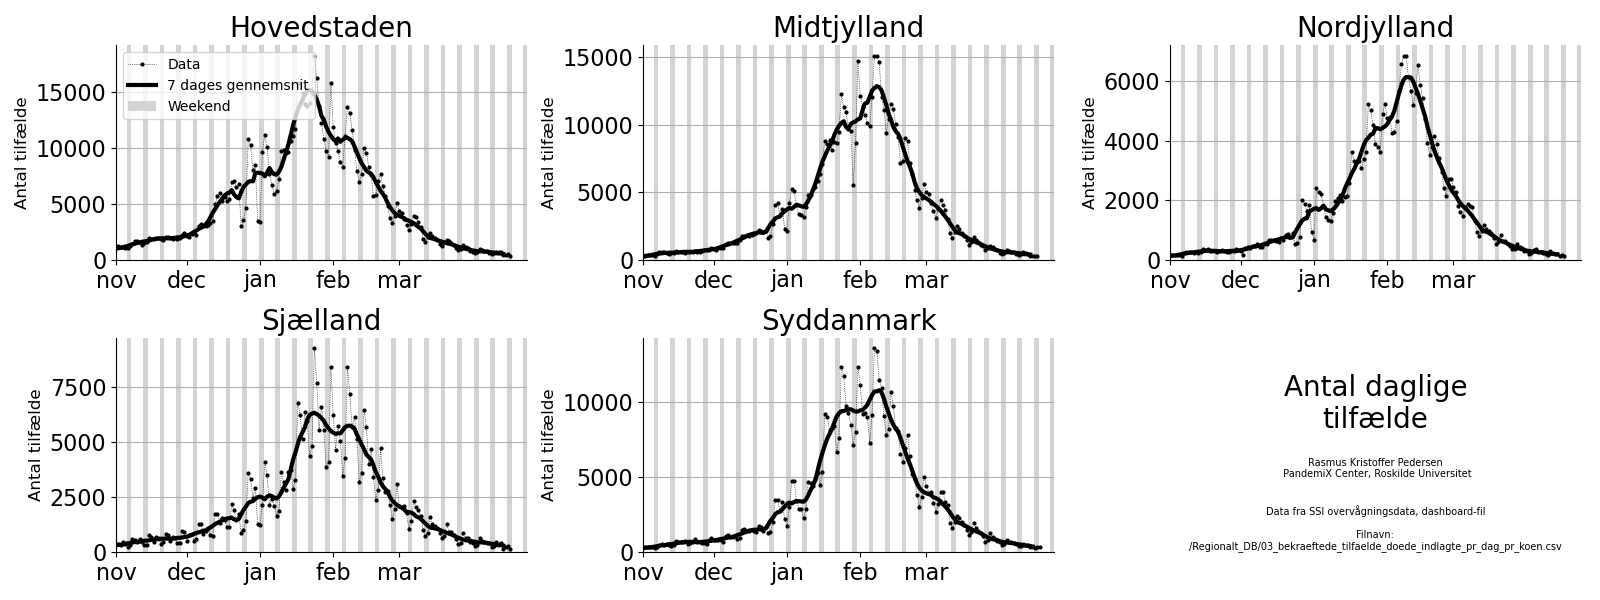 Hovedstaden
Data
7 dages gennemsnit
Weekend
Antal tilfælde
15000
10000
5000
0
nov dec jan feb mar
Midtjylland
Antal tilfælde
15000
10000
5000
0
nov dec jan feb mar
Nordjylland
Antal tilfælde
6000
4000
2000
0
nov dec jan feb mar
Sjælland
Antal tilfælde
7500
5000
2500
0
nov dec jan feb mar
Syddanmark
Antal tilfælde
10000
5000
0
nov dec jan feb mar
Antal daglige
tilfælde
Rasmus Kristoffer Pedersen
PandemiX Center, Roskilde Universitet
Data fra SSI overvågningsdata, dashboard-fil
Filnavn:
/Regionalt_DB/03_bekraeftede_tilfaelde_doede_indlagte_pr_dag_pr_koen.csv